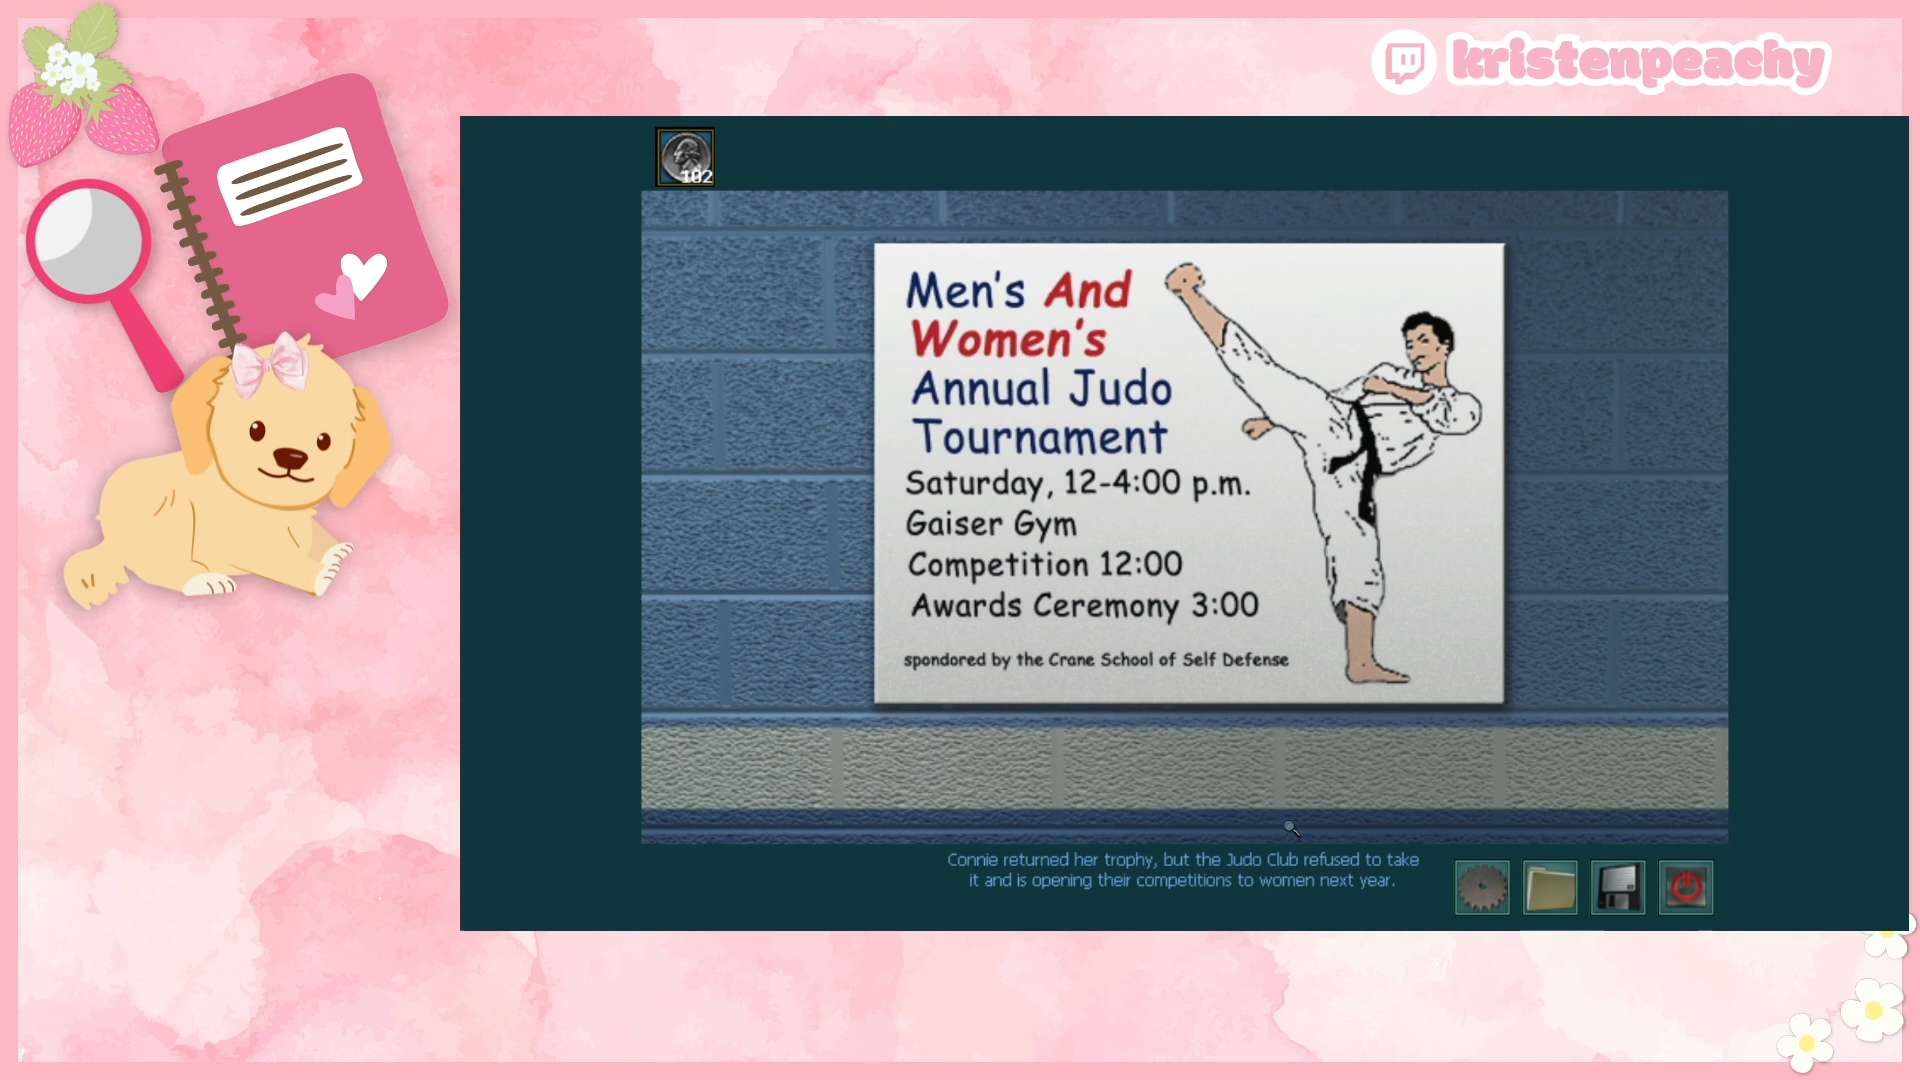 kristenpeachy
102
Men's And
Women's
Annual Judo
Tournament
Saturday, 12-4:00 p.m.
Gaiser Gym
Competition 12:00
Awards Ceremony 3:00
spondored by the Crane School of Self Defense
Connie returned her trophy, but the Judo Club refused to take
it and is opening their competitions to women next year.